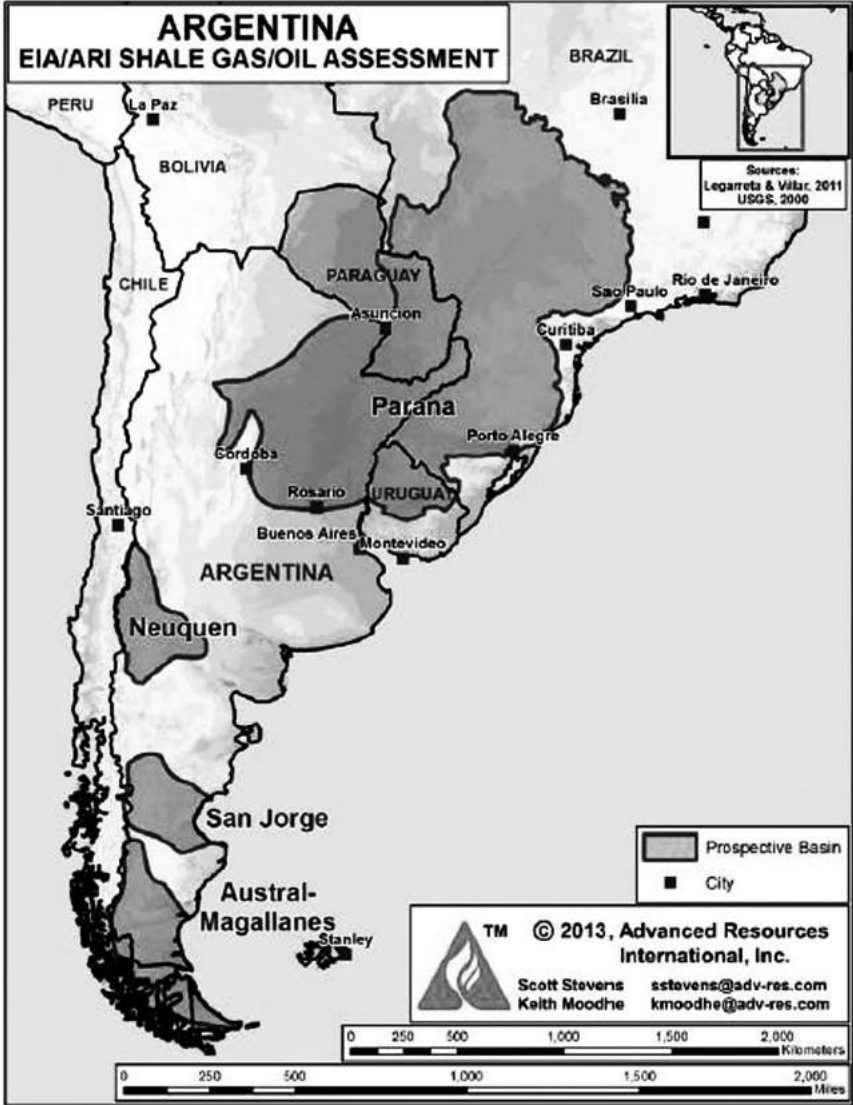 ARGENTINA
EIA/ARI SHALE GAS/OIL ASSESSMENT
BRAZIL
PERU
La Paz
Brasilia
BOLIVIA
Sources:
Legarreta & Villar, 2011
USGS, 2000
CHILE
PARAGUAY
Rio de Janeiro
Sao Paulo
Asuncion
Curitiba
Parana
Porto Alegre
Cordoba
Rosario
URUGUAY
Santiago
Buenos Aires
Montevideo
ARGENTINA
Neuquen
San Jorge
Prospective Basin
City
Austral-
Magallanes
Stanley
TM © 2013, Advanced Resources
International, Inc.
Scott Stevens sstevens@adv-res.com
Keith Moodhe kmoodhe@adv-res.com
0 250 500 1,000 1,500 2,000
Kilometers
0 250 500 1,000 1,500 2,000
Miles